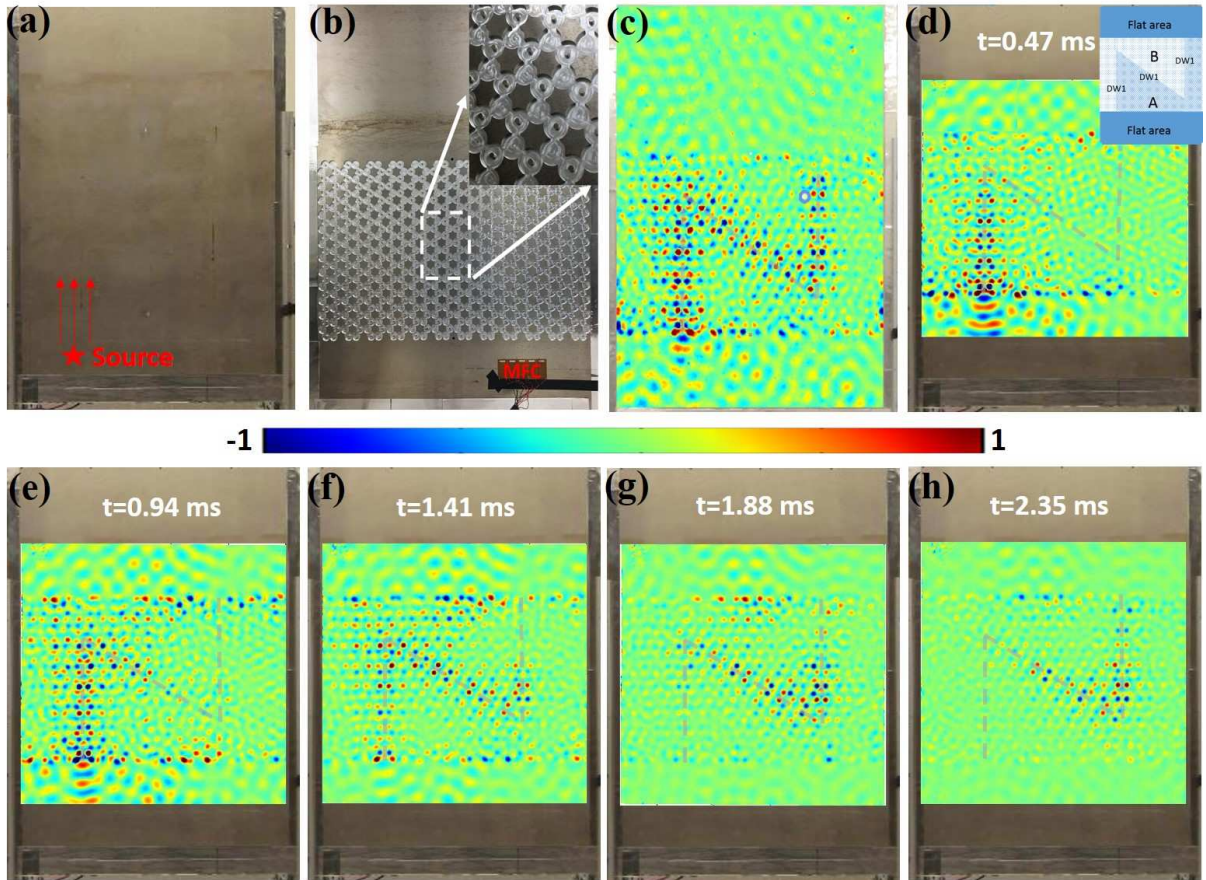 (a)
Source
(b)
MFC
(c)
(d)
t=0.47 ms
Flat area
B
DW1
DW1
DW1
A
Flat area
-1
1
(e)
t=0.94 ms
(f)
t=1.41 ms
(g)
t=1.88 ms
(h)
t=2.35 ms